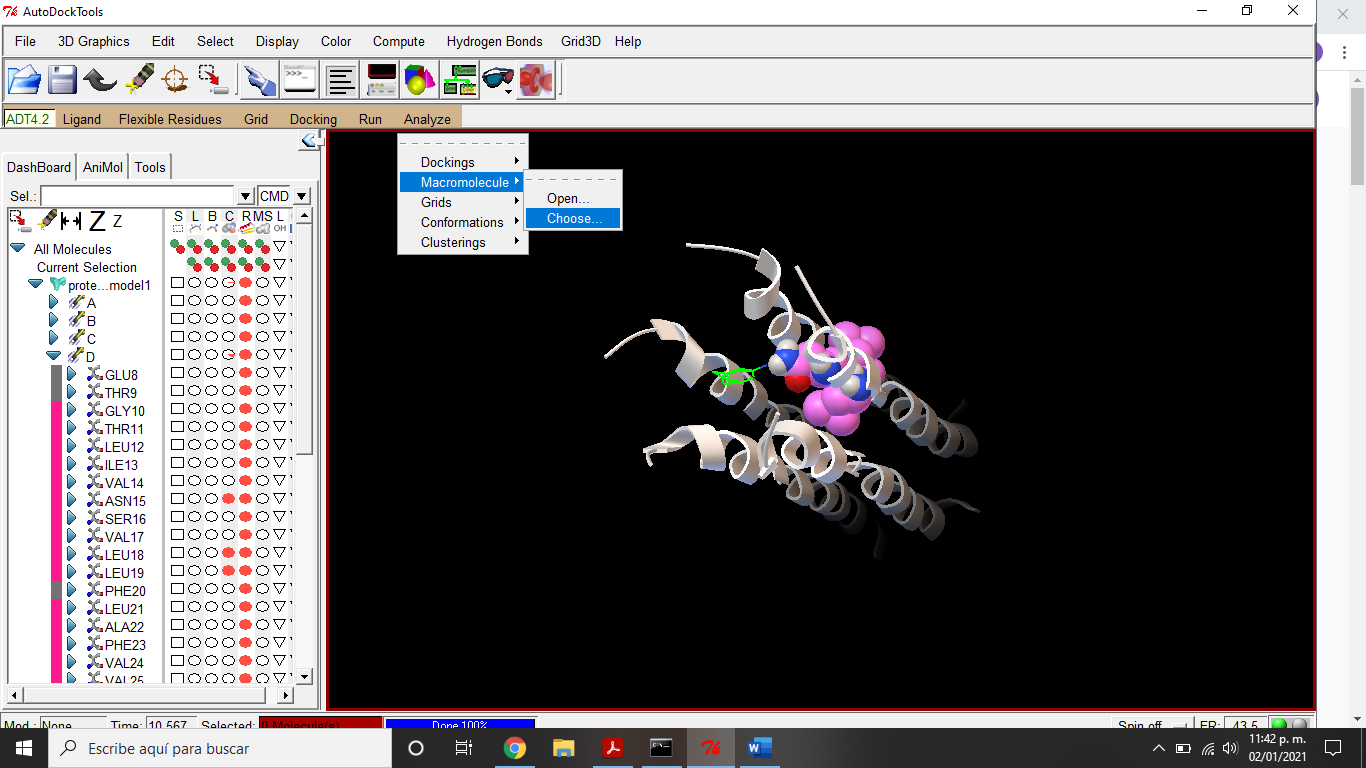 AutoDockTools
File 3D Graphics Edit Select Display Color Compute Hydrogen Bonds Grid3D Help
ADT4.2 Ligand Flexible Residues Grid Docking Run Analyze
Dockings
Macromolecule
Grids
Conformations
Clusterings
Open...
Choose...
DashBoard AniMol Tools
Sel.: CMD
S L B C R MS L
Z Z OH
All Molecules
Current Selection
prote...model1
A
B
C
D
GLU8
THR9
GLY10
THR11
LEU12
ILE13
VAL14
ASN15
SER16
VAL17
LEU18
LEU19
PHE20
LEU21
ALA22
PHE23
VAL24
VAL25
Mod.: None Time: 10.567 Selected: 0 Molecule(s) Done 100% Spin off FR: 43.5
Escribe aquí para buscar
11:42 p. m.
02/01/2021